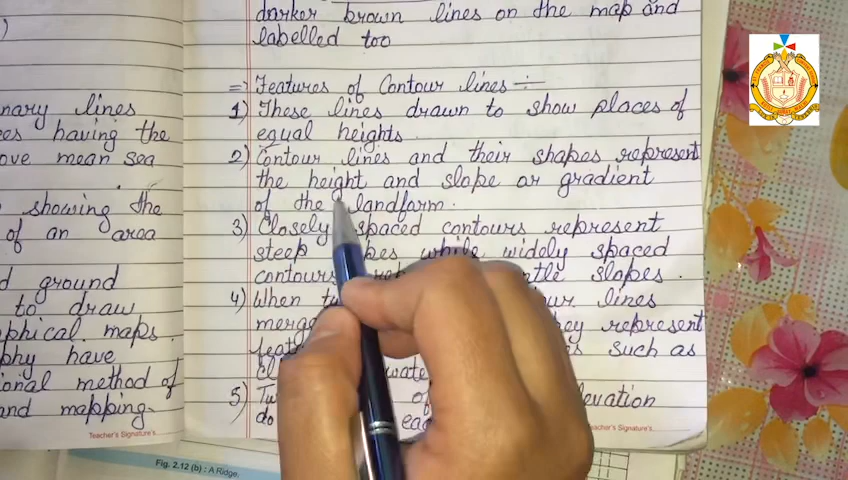 darker brown lines on the map and
labelled too
=> Features of Contour lines :-
1) These lines drawn to show places of
equal heights.
2) Contour lines and their shapes represent
the height and slope or gradient
of the landform.
3) Closely spaced contours represent
steep while widely spaced
contours slopes.
4) When lines
merg they represent
such as
5) elevation
do
)
nary lines
es having the
ove mean sea
showing the
of an area
d ground
to draw
phical maps.
phy have
ional method of
and mapping.
Teacher's Signature's
Teacher's Signature's
Fig. 2.12 (b) : A Ridge,